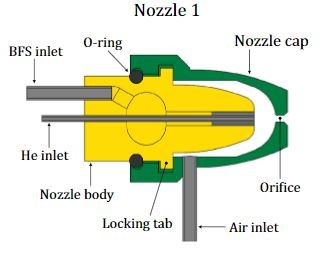 Nozzle 1
O-ring
Nozzle cap
BFS inlet
He inlet
Orifice
Nozzle body
Locking tab
Air inlet